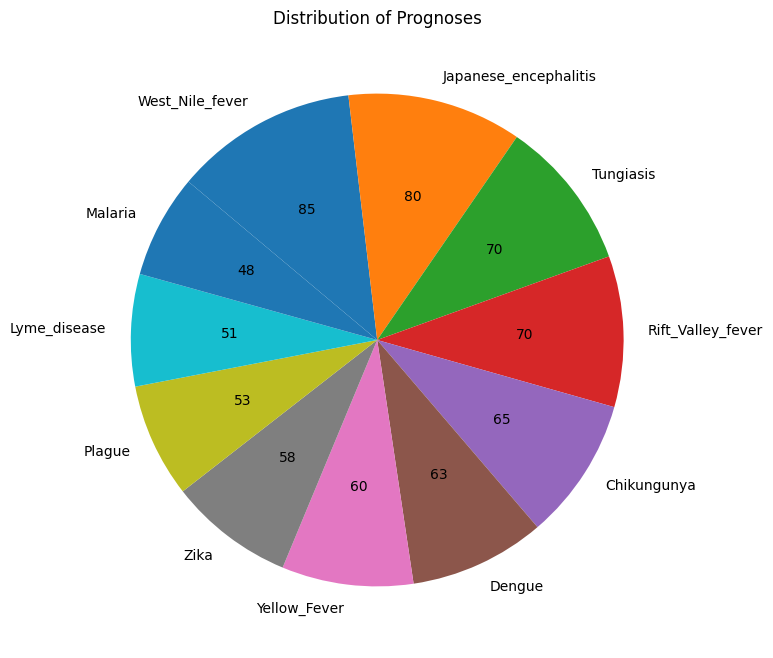 Distribution of Prognoses
Japanese_encephalitis
West_Nile_fever
Tungiasis
80
85
Malaria
70
48
Lyme_disease
51
70
Rift_Valley_fever
53
65
Plague
58
60
63
Chikungunya
Zika
Dengue
Yellow_Fever